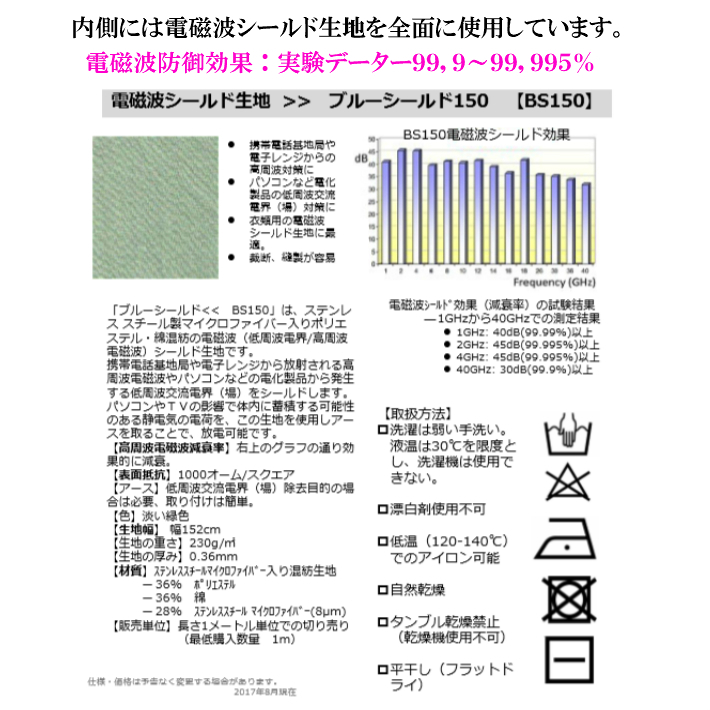 内側には電磁波シールド生地を全面に使用しています。
電磁波防御効果：実験データー99,9～99,995%
電磁波シールド生地 >> ブルーシールド150 【BS150】
● 携帯電話基地局や
電子レンジからの
高周波対策に
● パソコンなど電化
製品の低周波交流
電界（場）対策に
● 衣類用の電磁波
シールド生地に最
適。
● 裁断、縫製が容易
BS150電磁波シールド効果
dB
50
45
40
35
30
25
20
15
10
5
0
1 2 4 6 8 10 12 14 16 18 20 26 30 36 40
Frequency (GHz)
「ブルーシールド<< BS150」は、ステンレ
ス スチール製マイクロファイバー入りポリエ
ステル・綿混紡の電磁波（低周波電界/高周波
電磁波）シールド生地です。
携帯電話基地局や電子レンジから放射される高
周波電磁波やパソコンなどの電化製品から発生
する低周波交流電界（場）をシールドします。
パソコンやＴＶの影響で体内に蓄積する可能性
のある静電気の電荷を、この生地を使用しアー
スを取ることで、放電可能です。
【高周波電磁波減衰率】右上のグラフの通り効
果的に減衰。
【表面抵抗】1000オーム/スクエア
【アース】低周波交流電界（場）除去目的の場
合は必要、取り付けは簡単。
【色】淡い緑色
【生地幅】 幅152cm
【生地の重さ】230g/㎡
【生地の厚み】0.36mm
【材質】ｽﾃﾝﾚｽｽﾁｰﾙﾏｲｸﾛﾌｧｲﾊﾞｰ入り混紡生地
― 36% ﾎﾟﾘｴｽﾃﾙ
― 36% 綿
― 28% ｽﾃﾝﾚｽｽﾁｰﾙ ﾏｲｸﾛﾌｧｲﾊﾞｰ(8μm)
【販売単位】長さ1メートル単位での切り売り
（最低購入数量 1m）
仕様・価格は予告なく変更する場合があります。
2017年8月現在
電磁波ｼｰﾙﾄﾞ効果（減衰率）の試験結果
― 1GHzから40GHzでの測定結果
● 1GHz: 40dB(99.99%)以上
● 2GHz: 45dB(99.995%)以上
● 4GHz: 45dB(99.995%)以上
● 40GHz: 30dB(99.9%)以上
【取扱方法】
洗濯は弱い手洗い。
液温は30℃を限度と
し、洗濯機は使用で
きない。
漂白剤使用不可
低温（120-140℃）
でのアイロン可能
自然乾燥
タンブル乾燥禁止
（乾燥機使用不可）
平干し（フラットド
ライ）